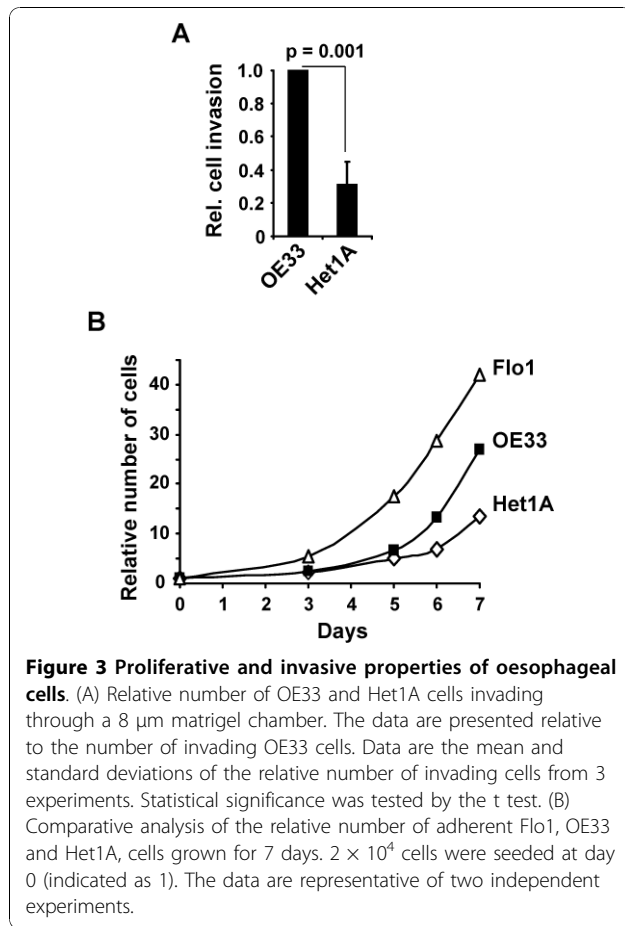 A
p = 0.001
Rel. cell invasion
1.0
0.8
0.6
0.4
0.2
0
OE33
Het1A
B
Relative number of cells
40
30
20
10
0
Flo1
OE33
Het1A
0 1 2 3 4 5 6 7
Days
Figure 3 Proliferative and invasive properties of oesophageal
cells. (A) Relative number of OE33 and Het1A cells invading
through a 8 μm matrigel chamber. The data are presented relative
to the number of invading OE33 cells. Data are the mean and
standard deviations of the relative number of invading cells from 3
experiments. Statistical significance was tested by the t test. (B)
Comparative analysis of the relative number of adherent Flo1, OE33
and Het1A, cells grown for 7 days. 2 × 10⁴ cells were seeded at day
0 (indicated as 1). The data are representative of two independent
experiments.